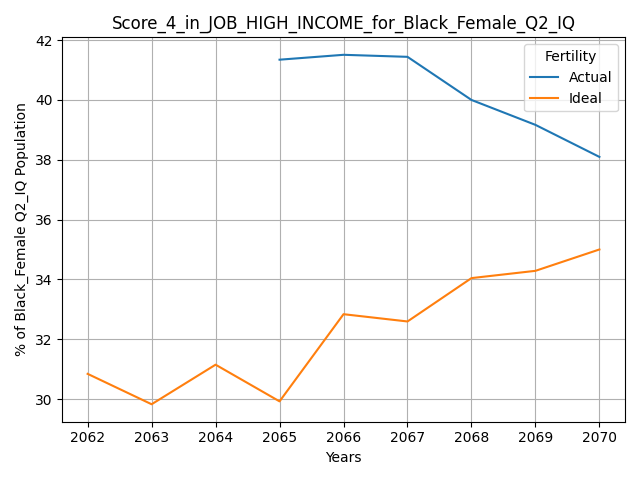 Score_4_in_JOB_HIGH_INCOME_for_Black_Female_Q2_IQ
Fertility
Actual
Ideal
% of Black_Female Q2_IQ Population
42
40
38
36
34
32
30
2062 2063 2064 2065 2066 2067 2068 2069 2070
Years